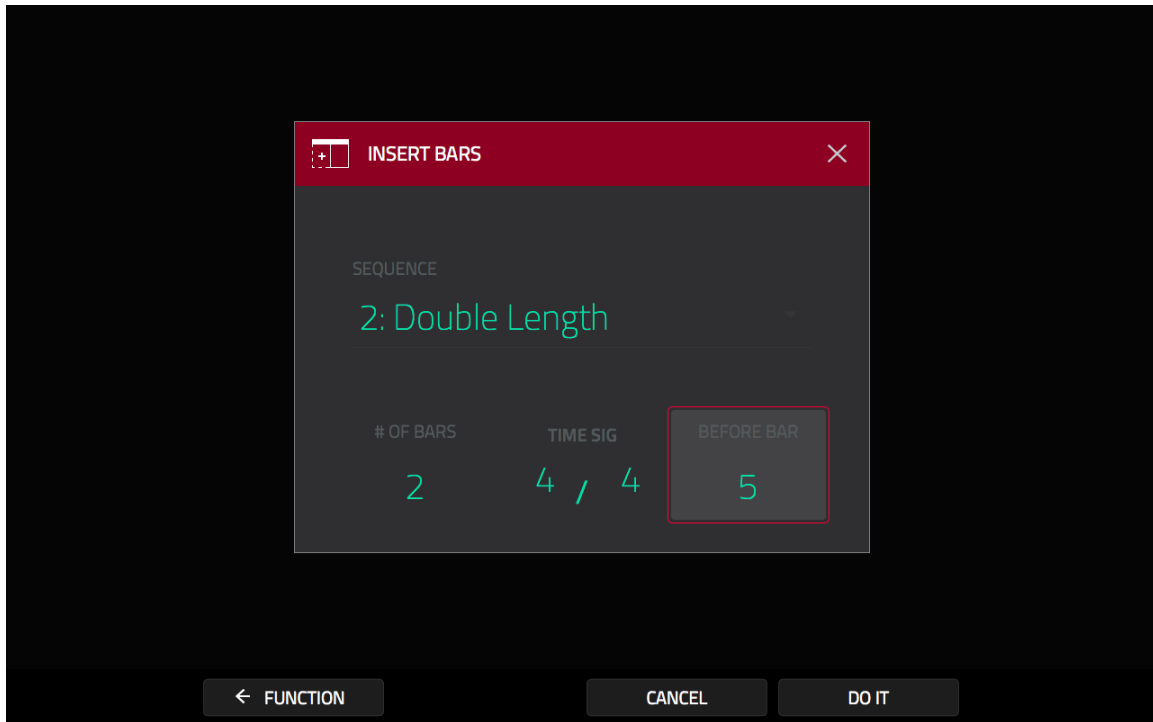 INSERT BARS
SEQUENCE
2: Double Length
# OF BARS TIME SIG BEFORE BAR
2 4 / 4 5
FUNCTION CANCEL DO IT